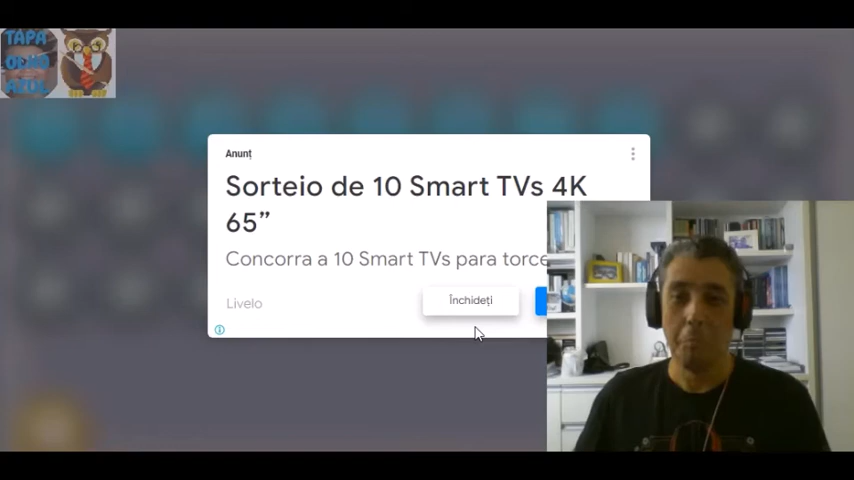 TAPA
OLHO
AZUL
Anunț
Sorteio de 10 Smart TVs 4K
65”
Concorra a 10 Smart TVs para torce
Livelo
Închideți